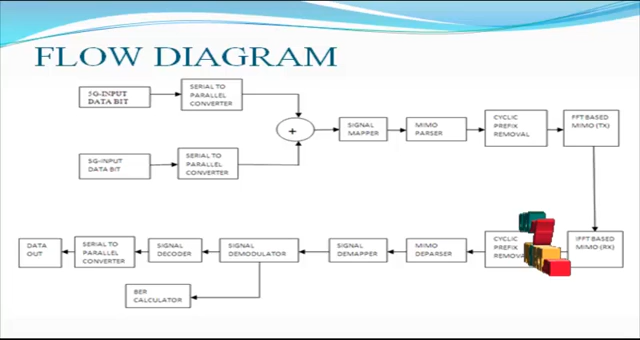 FLOW DIAGRAM
5G-INPUT
DATA BIT
SERIAL TO
PARALLEL
CONVERTER
+
5G-INPUT
DATA BIT
SERIAL TO
PARALLEL
CONVERTER
SIGNAL
MAPPER
MIMO
PARSER
CYCLIC
PREFIX
REMOVAL
FFT BASED
MIMO (TX)
DATA
OUT
SERIAL TO
PARALLEL
CONVERTER
SIGNAL
DECODER
SIGNAL
DEMODULATOR
SIGNAL
DEMAPPER
MIMO
DEPARSER
CYCLIC
PREFIX
IFFT BASED
MIMO (RX)
BER
CALCULATOR